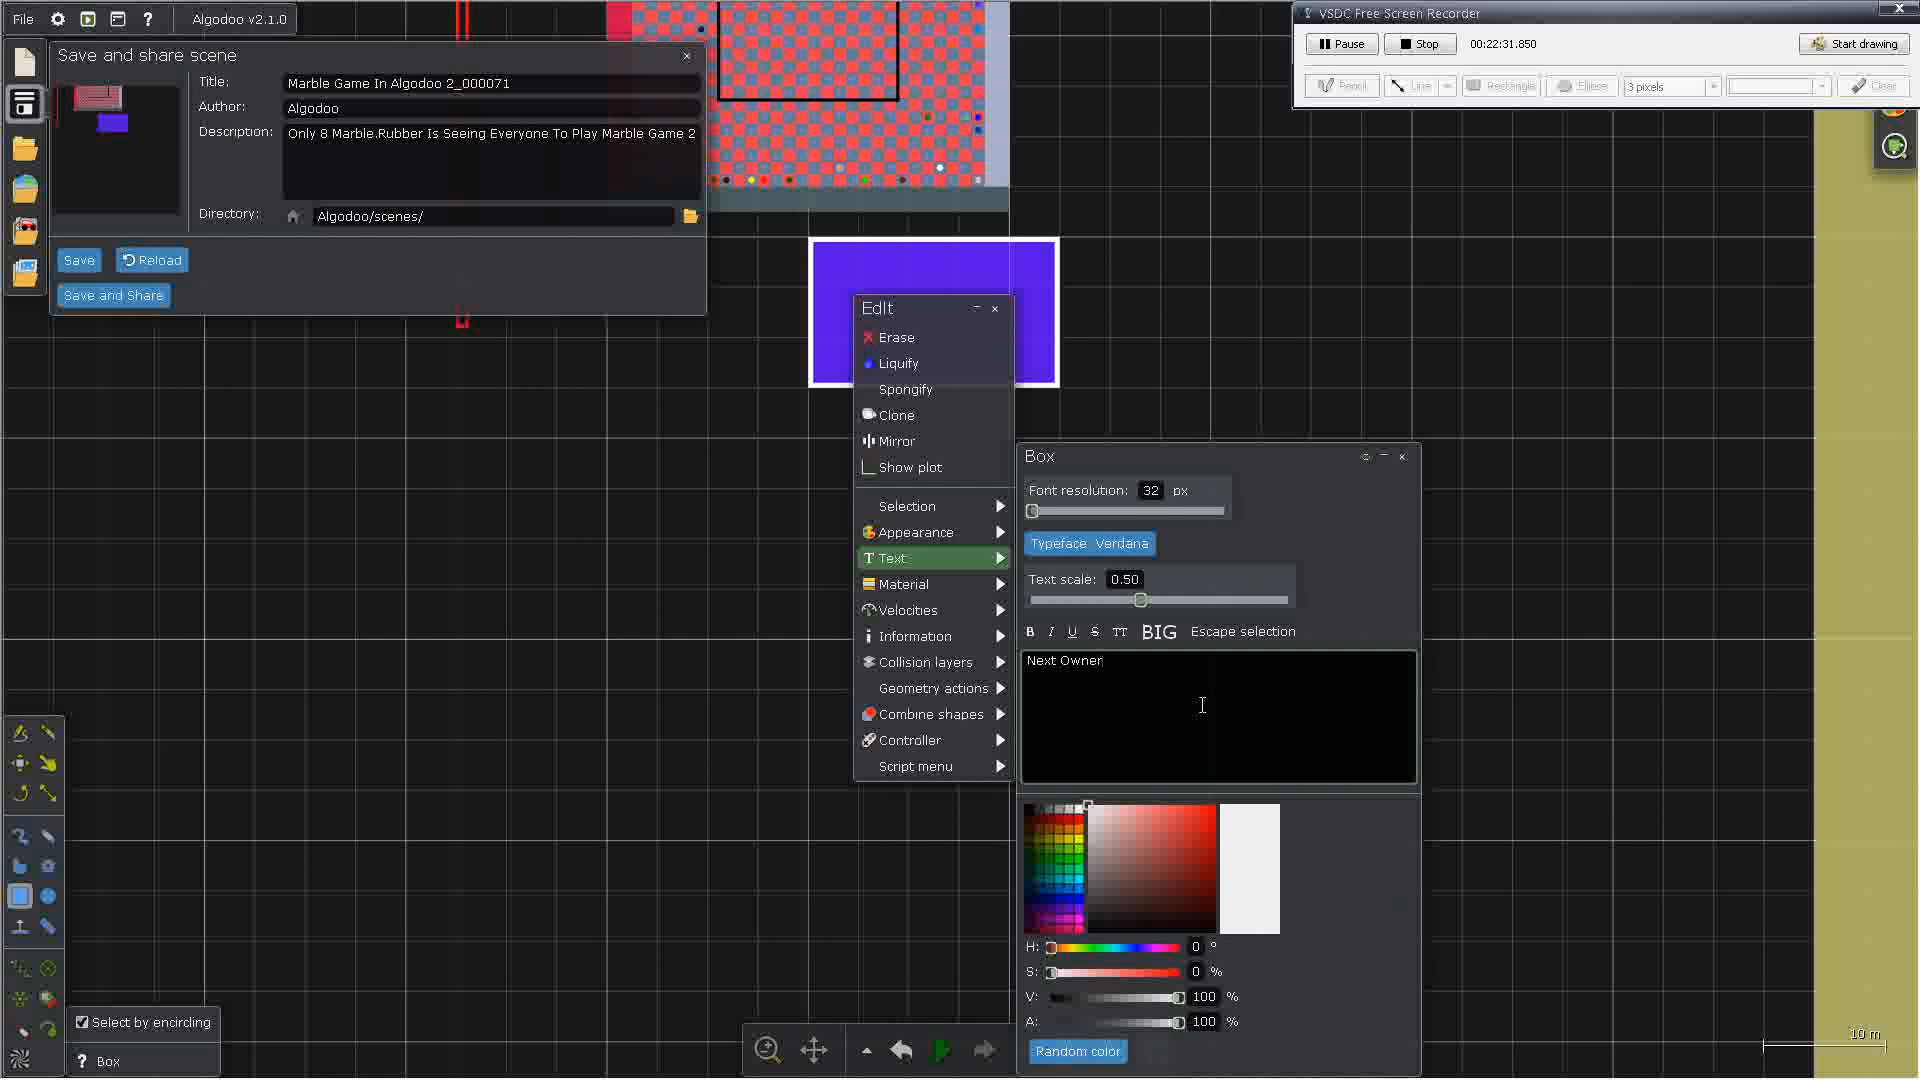 File
Algodoo v2.1.0
VSDC Free Screen Recorder
Pause
Stop
00:22:31.850
Start drawing
Pencil
Line
Rectangle
Ellipse
3 pixels
Clear
Save and share scene
Title:
Marble Game In Algodoo 2_000071
Author:
Algodoo
Description:
Only 8 Marble.Rubber Is Seeing Everyone To Play Marble Game 2
Directory:
Algodoo/scenes/
Save
Reload
Save and Share
EdIt
Erase
Liquify
Spongify
Clone
Mirror
Show plot
Selection
Appearance
Text
Material
Velocities
Information
Collision layers
Geometry actions
Combine shapes
Controller
Script menu
Box
Font resolution: 32 px
Typeface Verdana
Text scale: 0.50
B I U S TT BIG Escape selection
Next Owner
H: 0 °
S: 0 %
V: 100 %
A: 100 %
Random color
Select by encircling
? Box
10 m